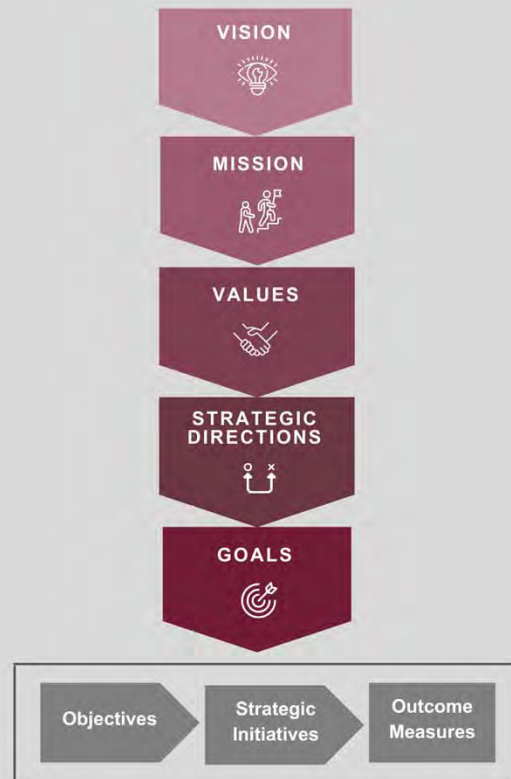 VISION
MISSION
VALUES
STRATEGIC
DIRECTIONS
GOALS
Objectives
Strategic
Initiatives
Outcome
Measures